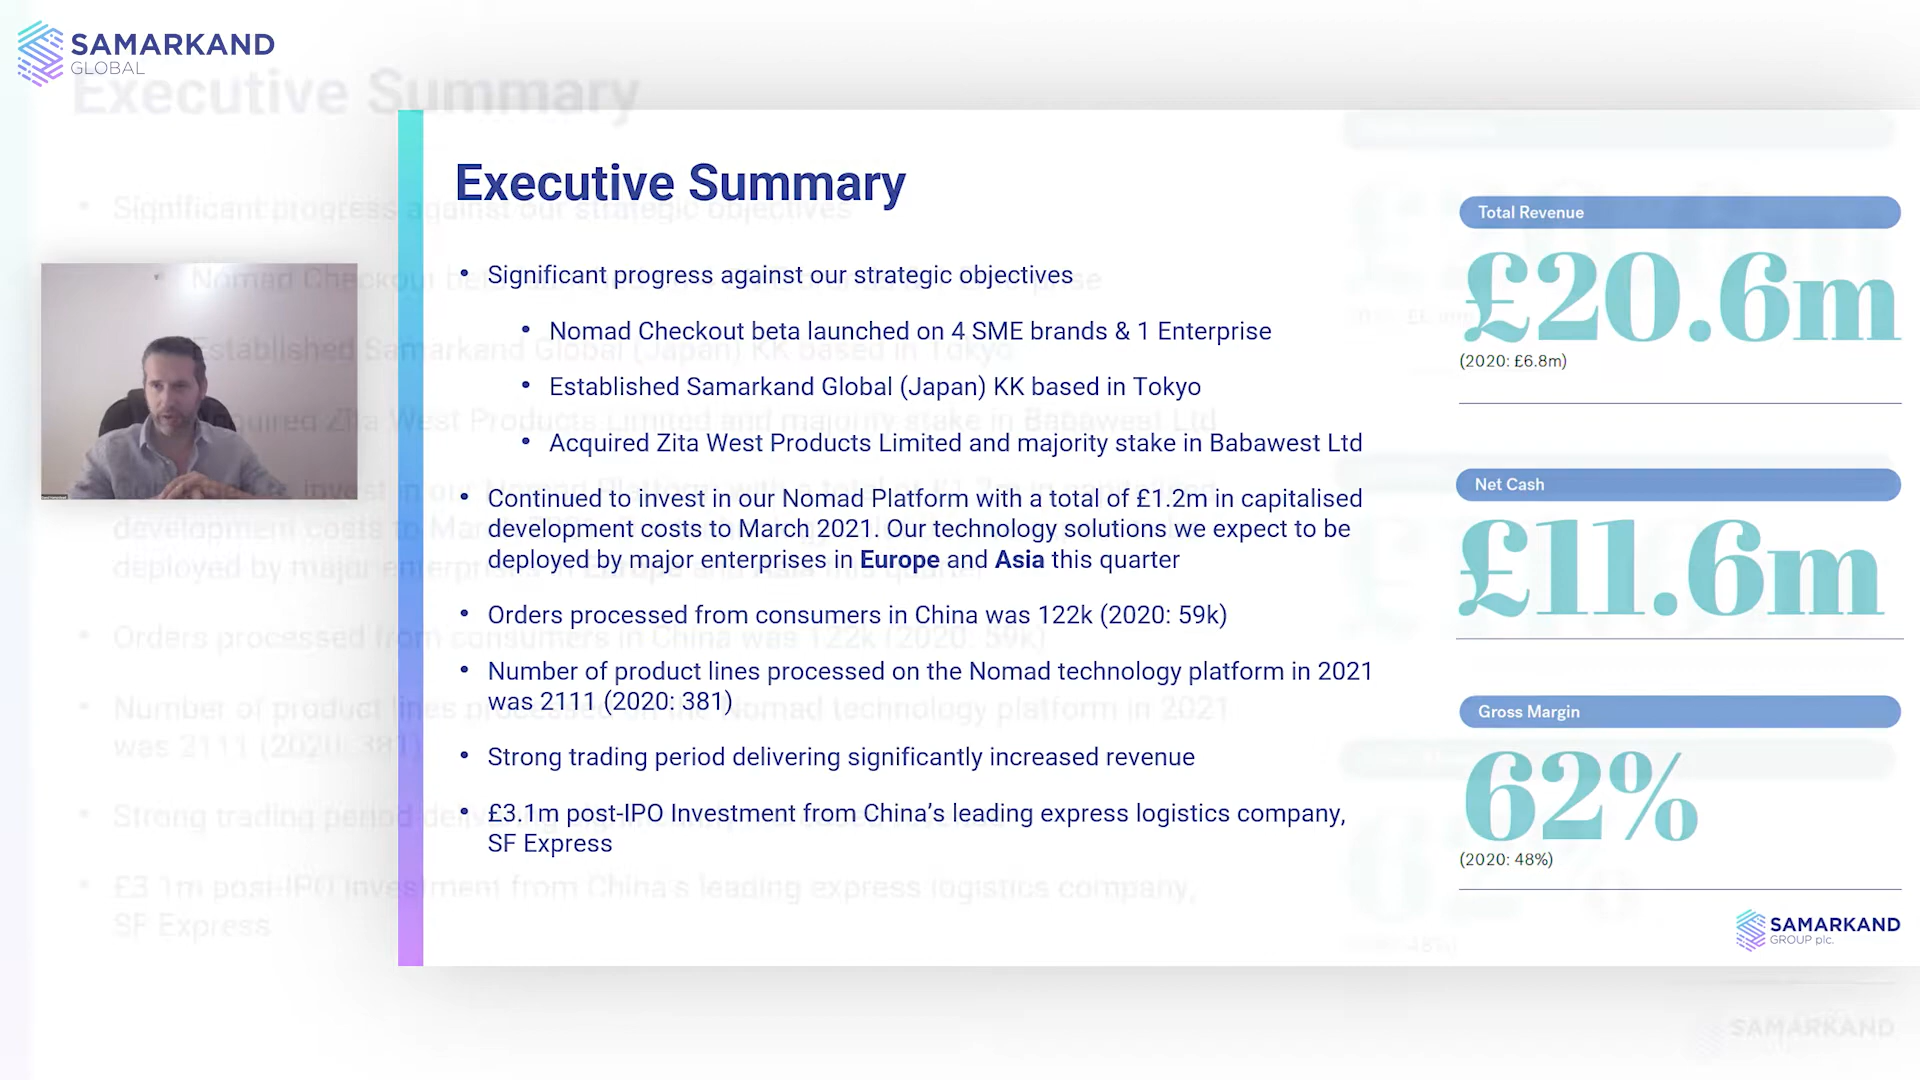 SAMARKAND
GLOBAL
Executive Summary
• Significant progress against our strategic objectives
• Nomad Checkout beta launched on 4 SME brands & 1 Enterprise
• Established Samarkand Global (Japan) KK based in Tokyo
• Acquired Zita West Products Limited and majority stake in Babawest Ltd
• Continued to invest in our Nomad Platform with a total of £1.2m in capitalised
development costs to March 2021. Our technology solutions we expect to be
deployed by major enterprises in Europe and Asia this quarter
• Orders processed from consumers in China was 122k (2020: 59k)
• Number of product lines processed on the Nomad technology platform in 2021
was 2111 (2020: 381)
• Strong trading period delivering significantly increased revenue
• £3.1m post-IPO Investment from China’s leading express logistics company,
SF Express
Total Revenue
£20.6m
(2020: £6.8m)
Net Cash
£11.6m
Gross Margin
62%
(2020: 48%)
SAMARKAND
GROUP plc.